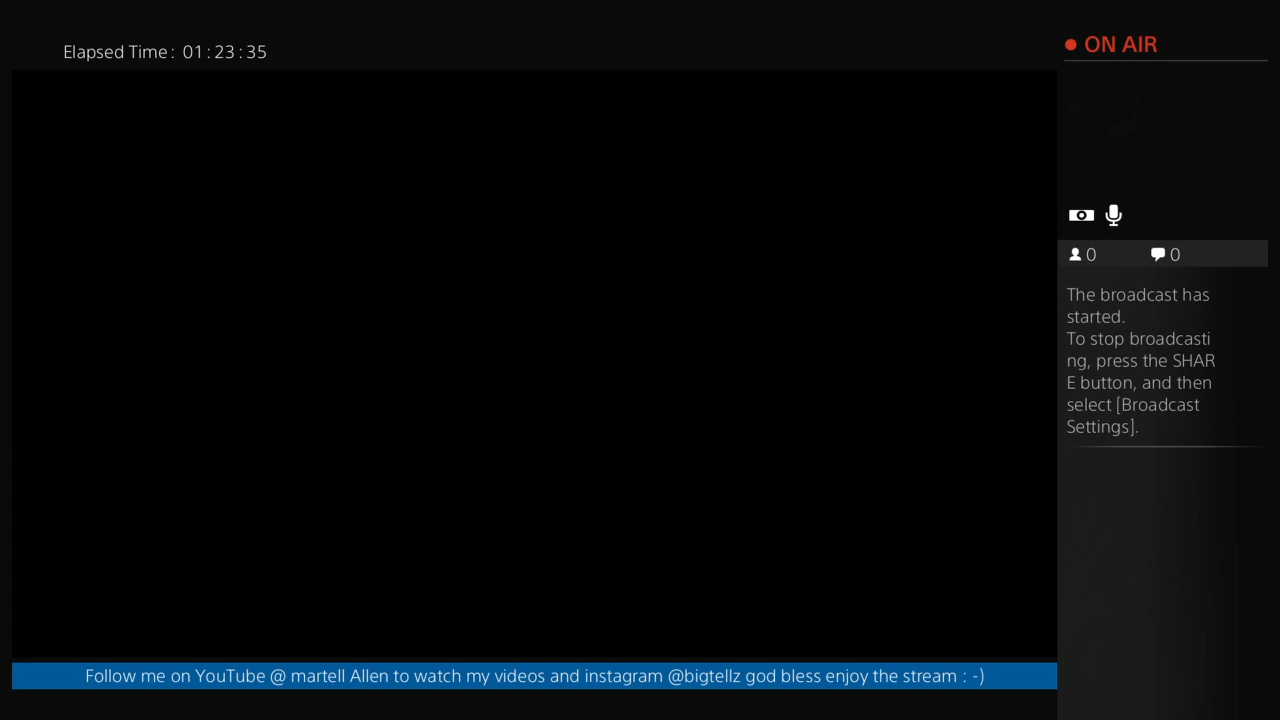 Elapsed Time: 01:23:35
ON AIR
0 0
The broadcast has
started.
To stop broadcasti
ng, press the SHAR
E button, and then
select [Broadcast
Settings].
Follow me on YouTube @ martell Allen to watch my videos and instagram @bigtellz god bless enjoy the stream : -)